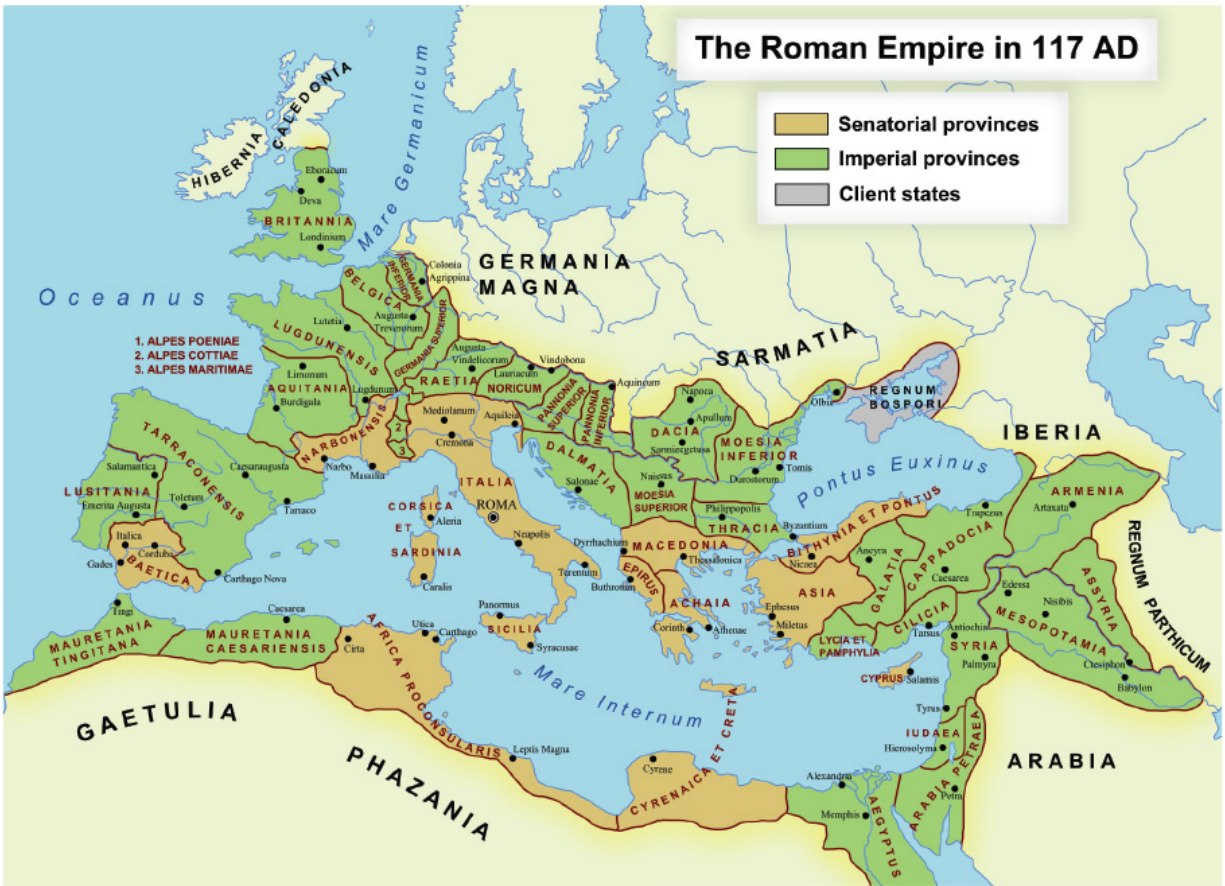 The Roman Empire in 117 AD
Senatorial provinces
Imperial provinces
Client states
HIBERNIA
CALEDONIA
Mare Germanicum
Oceanus
Eboracum
Deva
BRITANNIA
Londinium
GERMANIA
MAGNA
SARMATIA
1. ALPES POENIAE
2. ALPES COTTIAE
3. ALPES MARITIMAE
GERMANIA
INFERIOR
Colonia
Agrippina
BELGICA
Augusta
Treverorum
Lutetia
LUGDUNENSIS
GERMANIA SUPERIOR
Limonum
AQUITANIA
Burdigala
Lugdunum
NARBONENSIS
Narbo
Massilia
2
3
Augusta
Vindelicorum
RAETIA
Lauriacum
NORICUM
Vindobona
PANNONIA
SUPERIOR
PANNONIA
INFERIOR
Aquincum
Napoca
Apullum
DACIA
Sarmizegetusa
MOESIA
INFERIOR
Tomis
Durostorum
Olbia
REGNUM
BOSPORI
IBERIA
Pontus Euxinus
TARRACONENSIS
Salamantica
Caesaraugusta
LUSITANIA
Toletum
Emerita Augusta
Tarraco
Italica
Corduba
BAETICA
Gades
Carthago Nova
Mediolanum
Aquileia
Cremona
ITALIA
ROMA
Neapolis
Tarentum
CORSICA
ET
SARDINIA
Aleria
Caralis
DALMATIA
Salonae
Naissus
MOESIA
SUPERIOR
Philippopolis
THRACIA
Byzantium
Dyrrhachium
MACEDONIA
Thessalonica
EPIRUS
Buthrotum
ACHAIA
Corinth
Athenae
BITHYNIA ET PONTUS
Nicaea
Ancyra
GALATIA
CAPPADOCIA
Trapezus
Caesarea
ASIA
Ephesus
Miletus
LYCIA ET
PAMPHYLIA
CILICIA
Tarsus
ARMENIA
Artaxata
REGNUM PARTHICUM
ASSYRIA
Edessa
Nisibis
MESOPOTAMIA
Ctesiphon
Babylon
Antiochia
SYRIA
Palmyra
CYPRUS
Salamis
Tyrus
IUDAEA
Hierosolyma
ARABIA PETRAEA
Petra
ARABIA
Tingi
MAURETANIA
TINGITANA
Caesarea
MAURETANIA
CAESARIENSIS
Cirta
Utica
Carthago
AFRICA PROCONSULARIS
Panormus
SICILIA
Syracusae
Mare Internum
Leptis Magna
Cyrene
CYRENAICA ET CRETA
Alexandria
Memphis
AEGYPTUS
GAETULIA
PHAZANIA